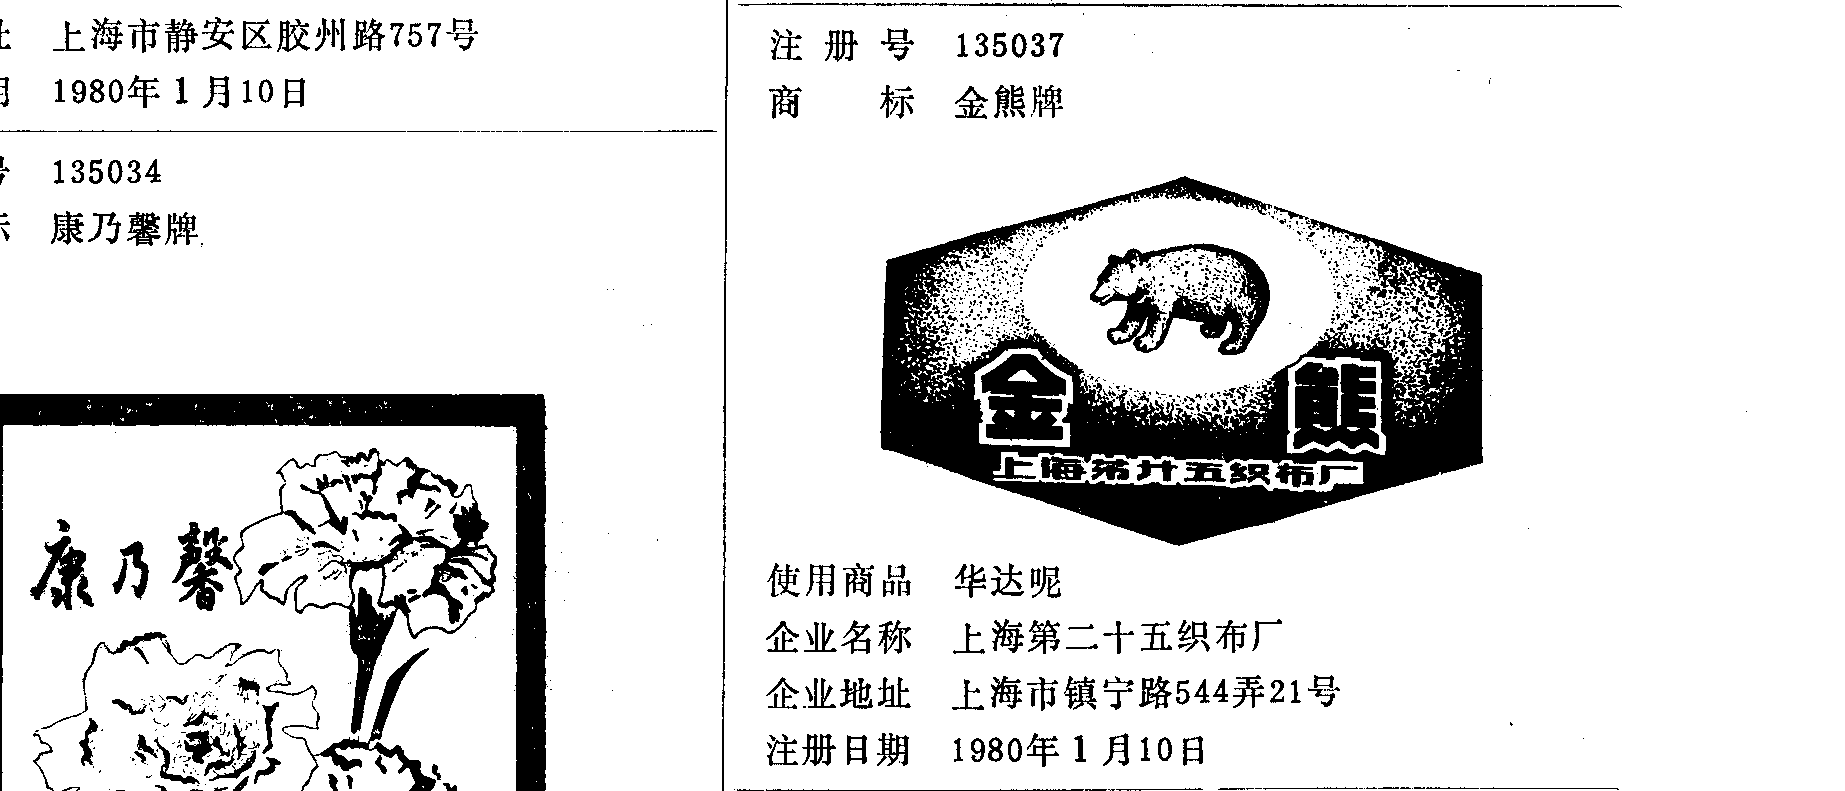 上海市静安区胶州路757号
1980年1月10日
135034
康乃馨牌
康乃馨
注册号 135037
商标 金熊牌
金熊
上海第廿五织布厂
使用商品 华达呢
企业名称 上海第二十五织布厂
企业地址 上海市镇宁路544弄21号
注册日期 1980年1月10日